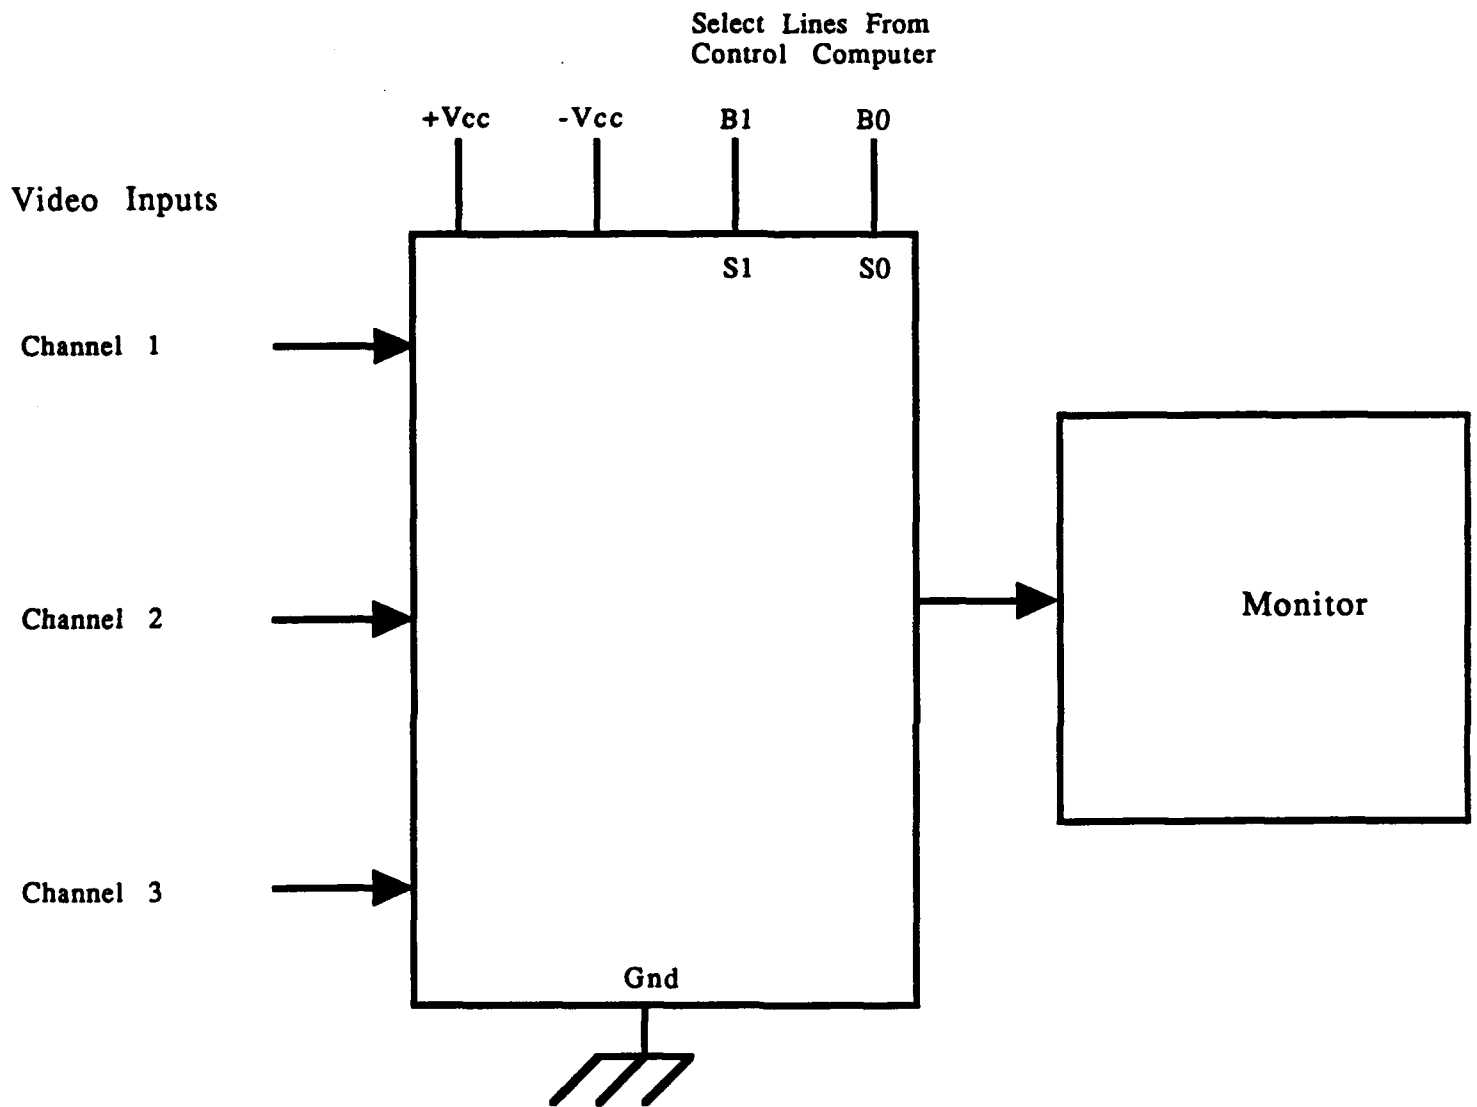 Select Lines From
Control Computer
+Vcc -Vcc B1 B0
Video Inputs
S1 S0
Channel 1
Channel 2
Monitor
Channel 3
Gnd